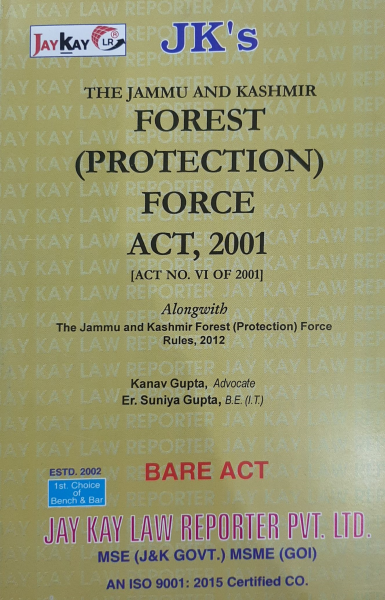 JAYKAY LR ®
JK's
THE JAMMU AND KASHMIR
FOREST
(PROTECTION)
FORCE
ACT, 2001
[ACT NO. VI OF 2001]
Alongwith
The Jammu and Kashmir Forest (Protection) Force
Rules, 2012
Kanav Gupta, Advocate
Er. Suniya Gupta, B.E. (I.T.)
ESTD. 2002
1st. Choice
of
Bench & Bar
BARE ACT
JAY KAY LAW REPORTER PVT. LTD.
MSE (J&K GOVT.) MSME (GOI)
AN ISO 9001: 2015 Certified CO.